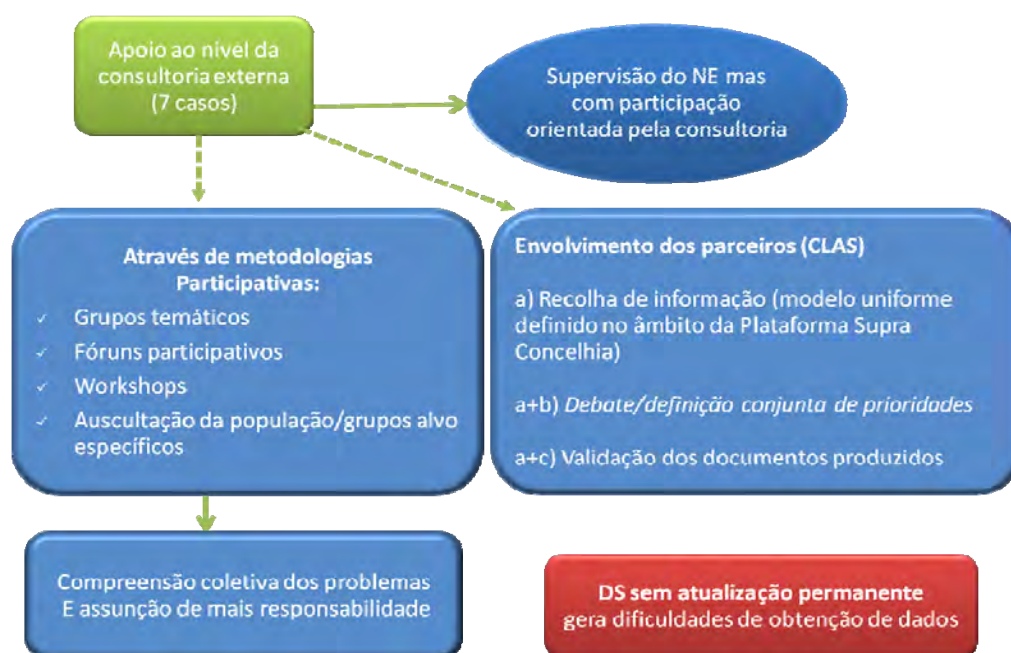 Apoio ao nível da
consultoria externa
(7 casos)
Supervisão do NE mas
com participação
orientada pela consultoria
Através de metodologias
Participativas:
✓ Grupos temáticos
✓ Fóruns participativos
✓ Workshops
✓ Auscultação da população/grupos alvo
específicos
Envolvimento dos parceiros (CLAS)
a) Recolha de informação (modelo uniforme
definido no âmbito da Plataforma Supra
Concelhia)
a+b) Debate/definição conjunta de prioridades
a+c) Validação dos documentos produzidos
Compreensão coletiva dos problemas
E assunção de mais responsabilidade
DS sem atualização permanente
gera dificuldades de obtenção de dados